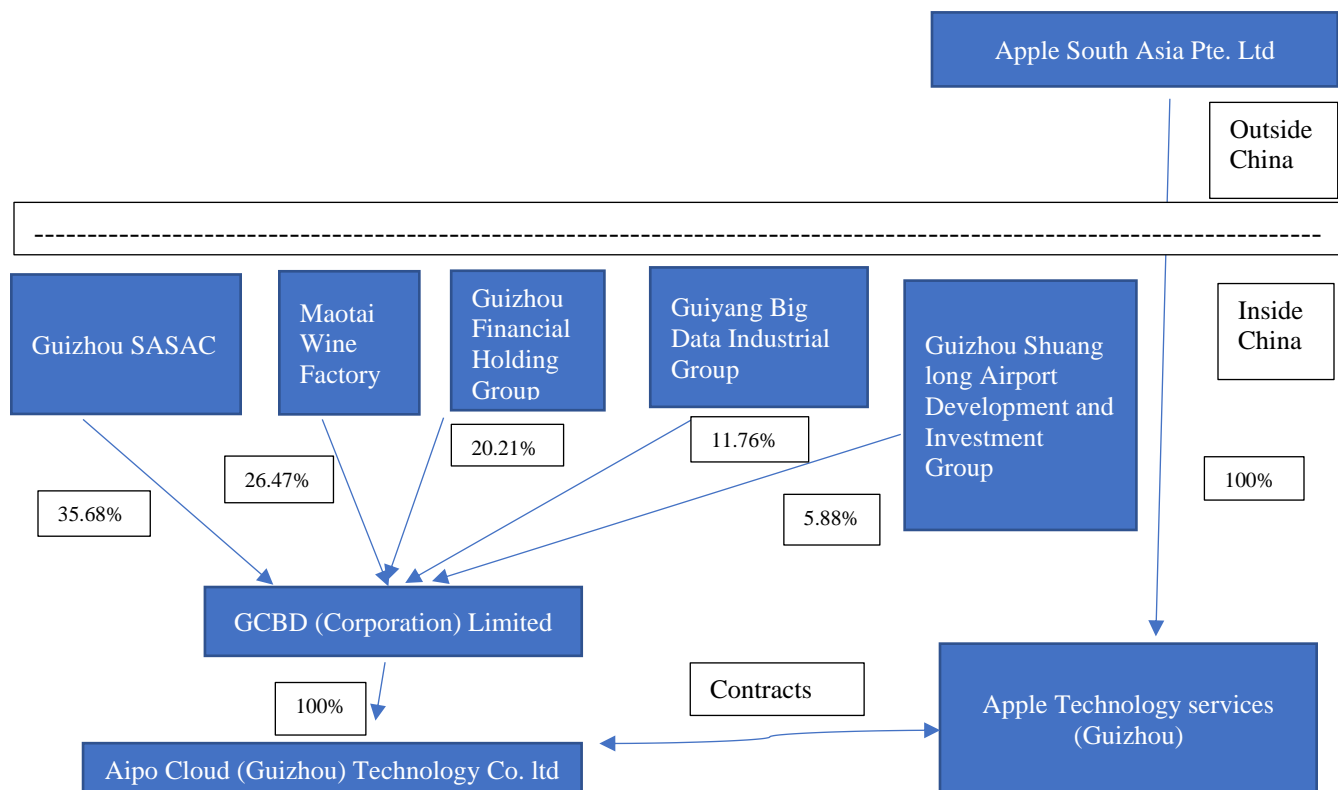 Apple South Asia Pte. Ltd
Outside
China
Guizhou SASAC
Maotai
Wine
Factory
Guizhou
Financial
Holding
Group
Guiyang Big
Data Industrial
Group
Guizhou Shuang
long Airport
Development and
Investment
Group
Inside
China
35.68%
26.47%
20.21%
11.76%
5.88%
100%
GCBD (Corporation) Limited
100%
Contracts
Apple Technology services
(Guizhou)
Aipo Cloud (Guizhou) Technology Co. ltd